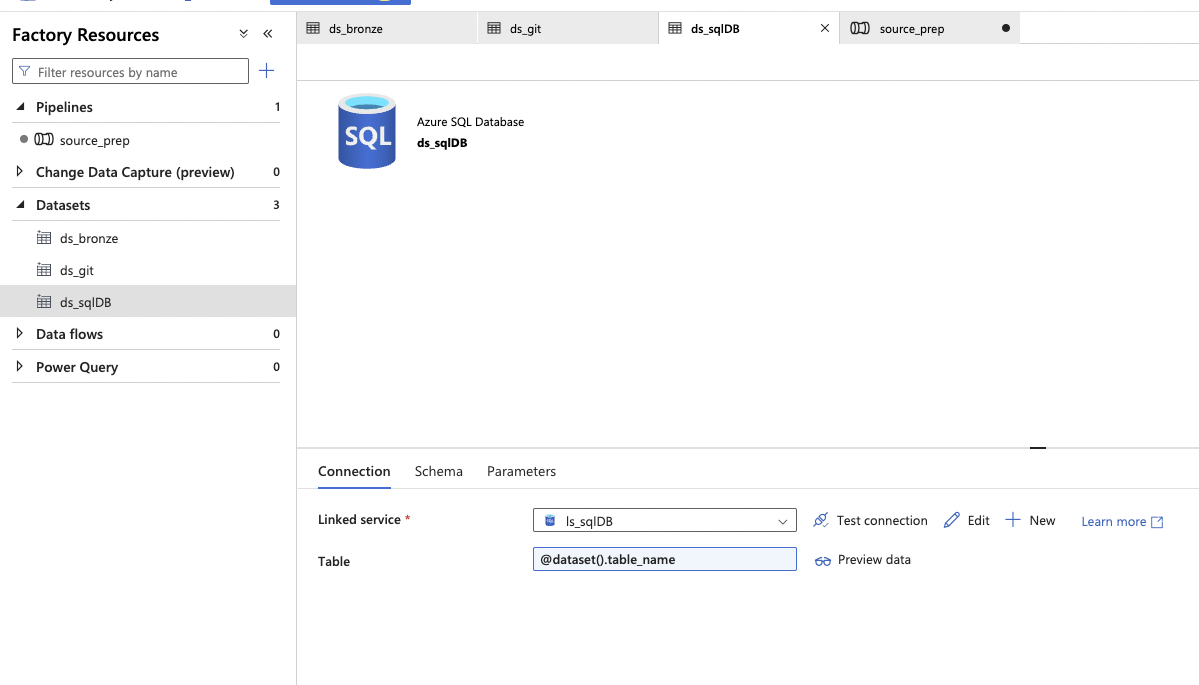 Factory Resources
Filter resources by name
Pipelines 1
source_prep
Change Data Capture (preview) 0
Datasets 3
ds_bronze
ds_git
ds_sqlDB
Data flows 0
Power Query 0
ds_bronze ds_git ds_sqlDB source_prep
SQL
Azure SQL Database
ds_sqlDB
Connection Schema Parameters
Linked service * ls_sqlDB Test connection Edit New Learn more
Table @dataset().table_name Preview data